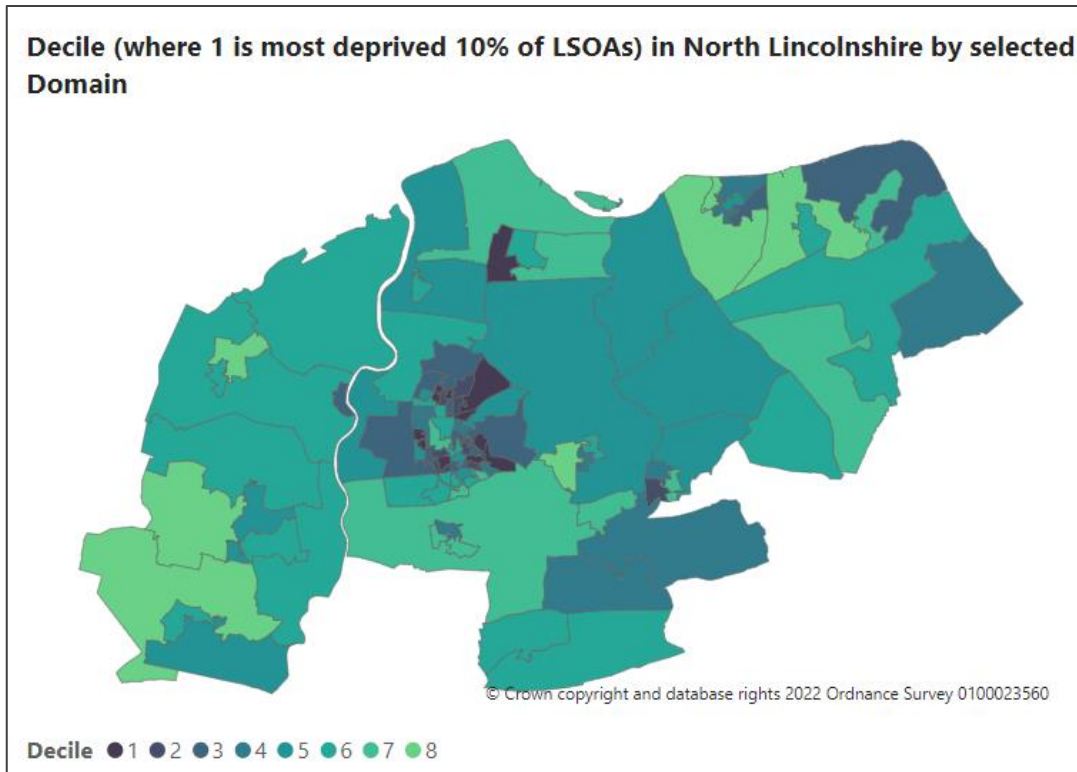 Decile (where 1 is most deprived 10% of LSOAs) in North Lincolnshire by selected
Domain
© Crown copyright and database rights 2022 Ordnance Survey 0100023560
Decile 1 2 3 4 5 6 7 8